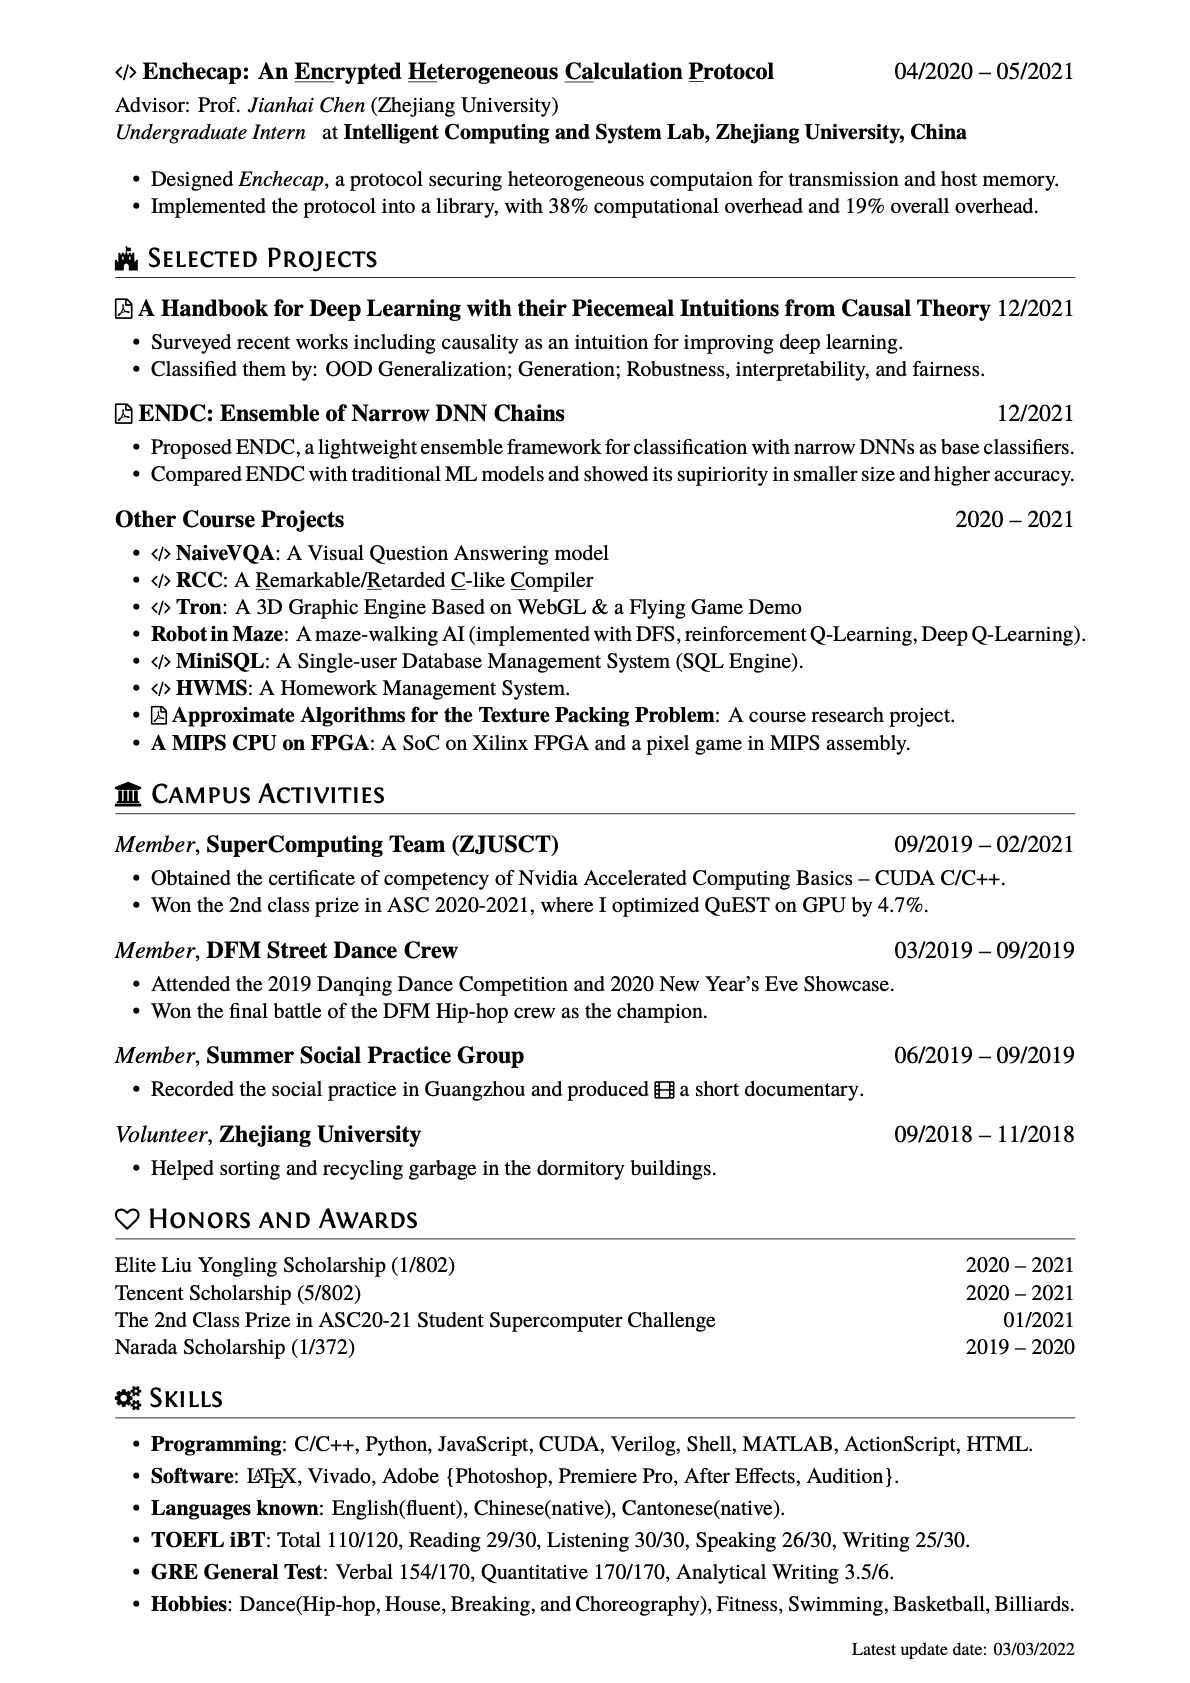 </> Enchecap: An Encrypted Heterogeneous Calculation Protocol 04/2020 – 05/2021
Advisor: Prof. Jianhai Chen (Zhejiang University)
Undergraduate Intern at Intelligent Computing and System Lab, Zhejiang University, China
• Designed Enchecap, a protocol securing heteorogeneous computaion for transmission and host memory.
• Implemented the protocol into a library, with 38% computational overhead and 19% overall overhead.
Selected Projects
A Handbook for Deep Learning with their Piecemeal Intuitions from Causal Theory 12/2021
• Surveyed recent works including causality as an intuition for improving deep learning.
• Classified them by: OOD Generalization; Generation; Robustness, interpretability, and fairness.
ENDC: Ensemble of Narrow DNN Chains 12/2021
• Proposed ENDC, a lightweight ensemble framework for classification with narrow DNNs as base classifiers.
• Compared ENDC with traditional ML models and showed its supiriority in smaller size and higher accuracy.
Other Course Projects 2020 – 2021
• </> NaiveVQA: A Visual Question Answering model
• </> RCC: A Remarkable/Retarded C-like Compiler
• </> Tron: A 3D Graphic Engine Based on WebGL & a Flying Game Demo
• Robot in Maze: A maze-walking AI (implemented with DFS, reinforcement Q-Learning, Deep Q-Learning).
• </> MiniSQL: A Single-user Database Management System (SQL Engine).
• </> HWMS: A Homework Management System.
• Approximate Algorithms for the Texture Packing Problem: A course research project.
• A MIPS CPU on FPGA: A SoC on Xilinx FPGA and a pixel game in MIPS assembly.
Campus Activities
Member, SuperComputing Team (ZJUSCT) 09/2019 – 02/2021
• Obtained the certificate of competency of Nvidia Accelerated Computing Basics – CUDA C/C++.
• Won the 2nd class prize in ASC 2020-2021, where I optimized QuEST on GPU by 4.7%.
Member, DFM Street Dance Crew 03/2019 – 09/2019
• Attended the 2019 Danqing Dance Competition and 2020 New Year’s Eve Showcase.
• Won the final battle of the DFM Hip-hop crew as the champion.
Member, Summer Social Practice Group 06/2019 – 09/2019
• Recorded the social practice in Guangzhou and produced a short documentary.
Volunteer, Zhejiang University 09/2018 – 11/2018
• Helped sorting and recycling garbage in the dormitory buildings.
Honors and Awards
Elite Liu Yongling Scholarship (1/802) 2020 – 2021
Tencent Scholarship (5/802) 2020 – 2021
The 2nd Class Prize in ASC20-21 Student Supercomputer Challenge 01/2021
Narada Scholarship (1/372) 2019 – 2020
Skills
• Programming: C/C++, Python, JavaScript, CUDA, Verilog, Shell, MATLAB, ActionScript, HTML.
• Software: LATEX, Vivado, Adobe {Photoshop, Premiere Pro, After Effects, Audition}.
• Languages known: English(fluent), Chinese(native), Cantonese(native).
• TOEFL iBT: Total 110/120, Reading 29/30, Listening 30/30, Speaking 26/30, Writing 25/30.
• GRE General Test: Verbal 154/170, Quantitative 170/170, Analytical Writing 3.5/6.
• Hobbies: Dance(Hip-hop, House, Breaking, and Choreography), Fitness, Swimming, Basketball, Billiards.
Latest update date: 03/03/2022